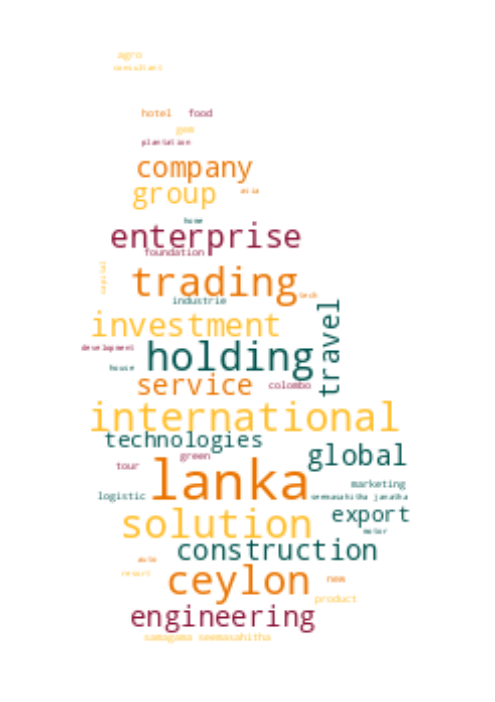 agro
consultant
hotel food
gem
plantation
company
group asia
home
enterprise
foundation
capital
trading
tech
industrie
travel
investment
development
holding
house
service colombo
international
technologies
green global
tour
lanka
marketing
logistic seemasahitha janatha
export
solution
motor
construction
auto
resort
ceylon new
product
engineering
samagama seemasahitha